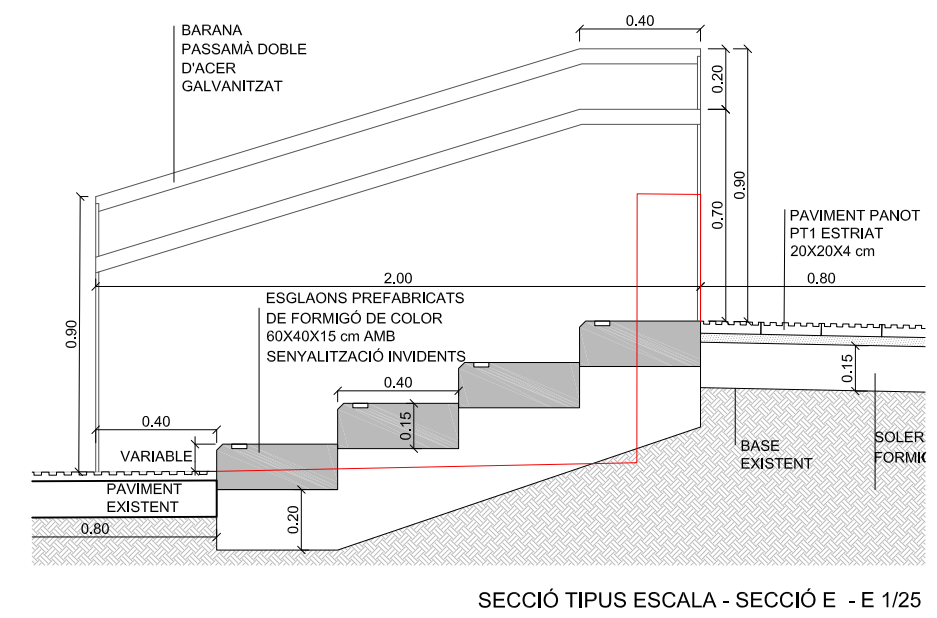 0.40
BARANA
PASSAMÀ DOBLE
D'ACER
GALVANITZAT
0.20
0.90
0.70
PAVIMENT PANOT
PT1 ESTRIAT
20X20X4 cm
2.00
0.80
ESGLAONS PREFABRICATS
DE FORMIGÓ DE COLOR
60X40X15 cm AMB
SENYALITZACIÓ INVIDENTS
0.90
0.40
0.15
0.40
0.15
VARIABLE
BASE
EXISTENT
SOLER
FORMIC
PAVIMENT
EXISTENT
0.20
0.80
SECCIÓ TIPUS ESCALA - SECCIÓ E - E 1/25